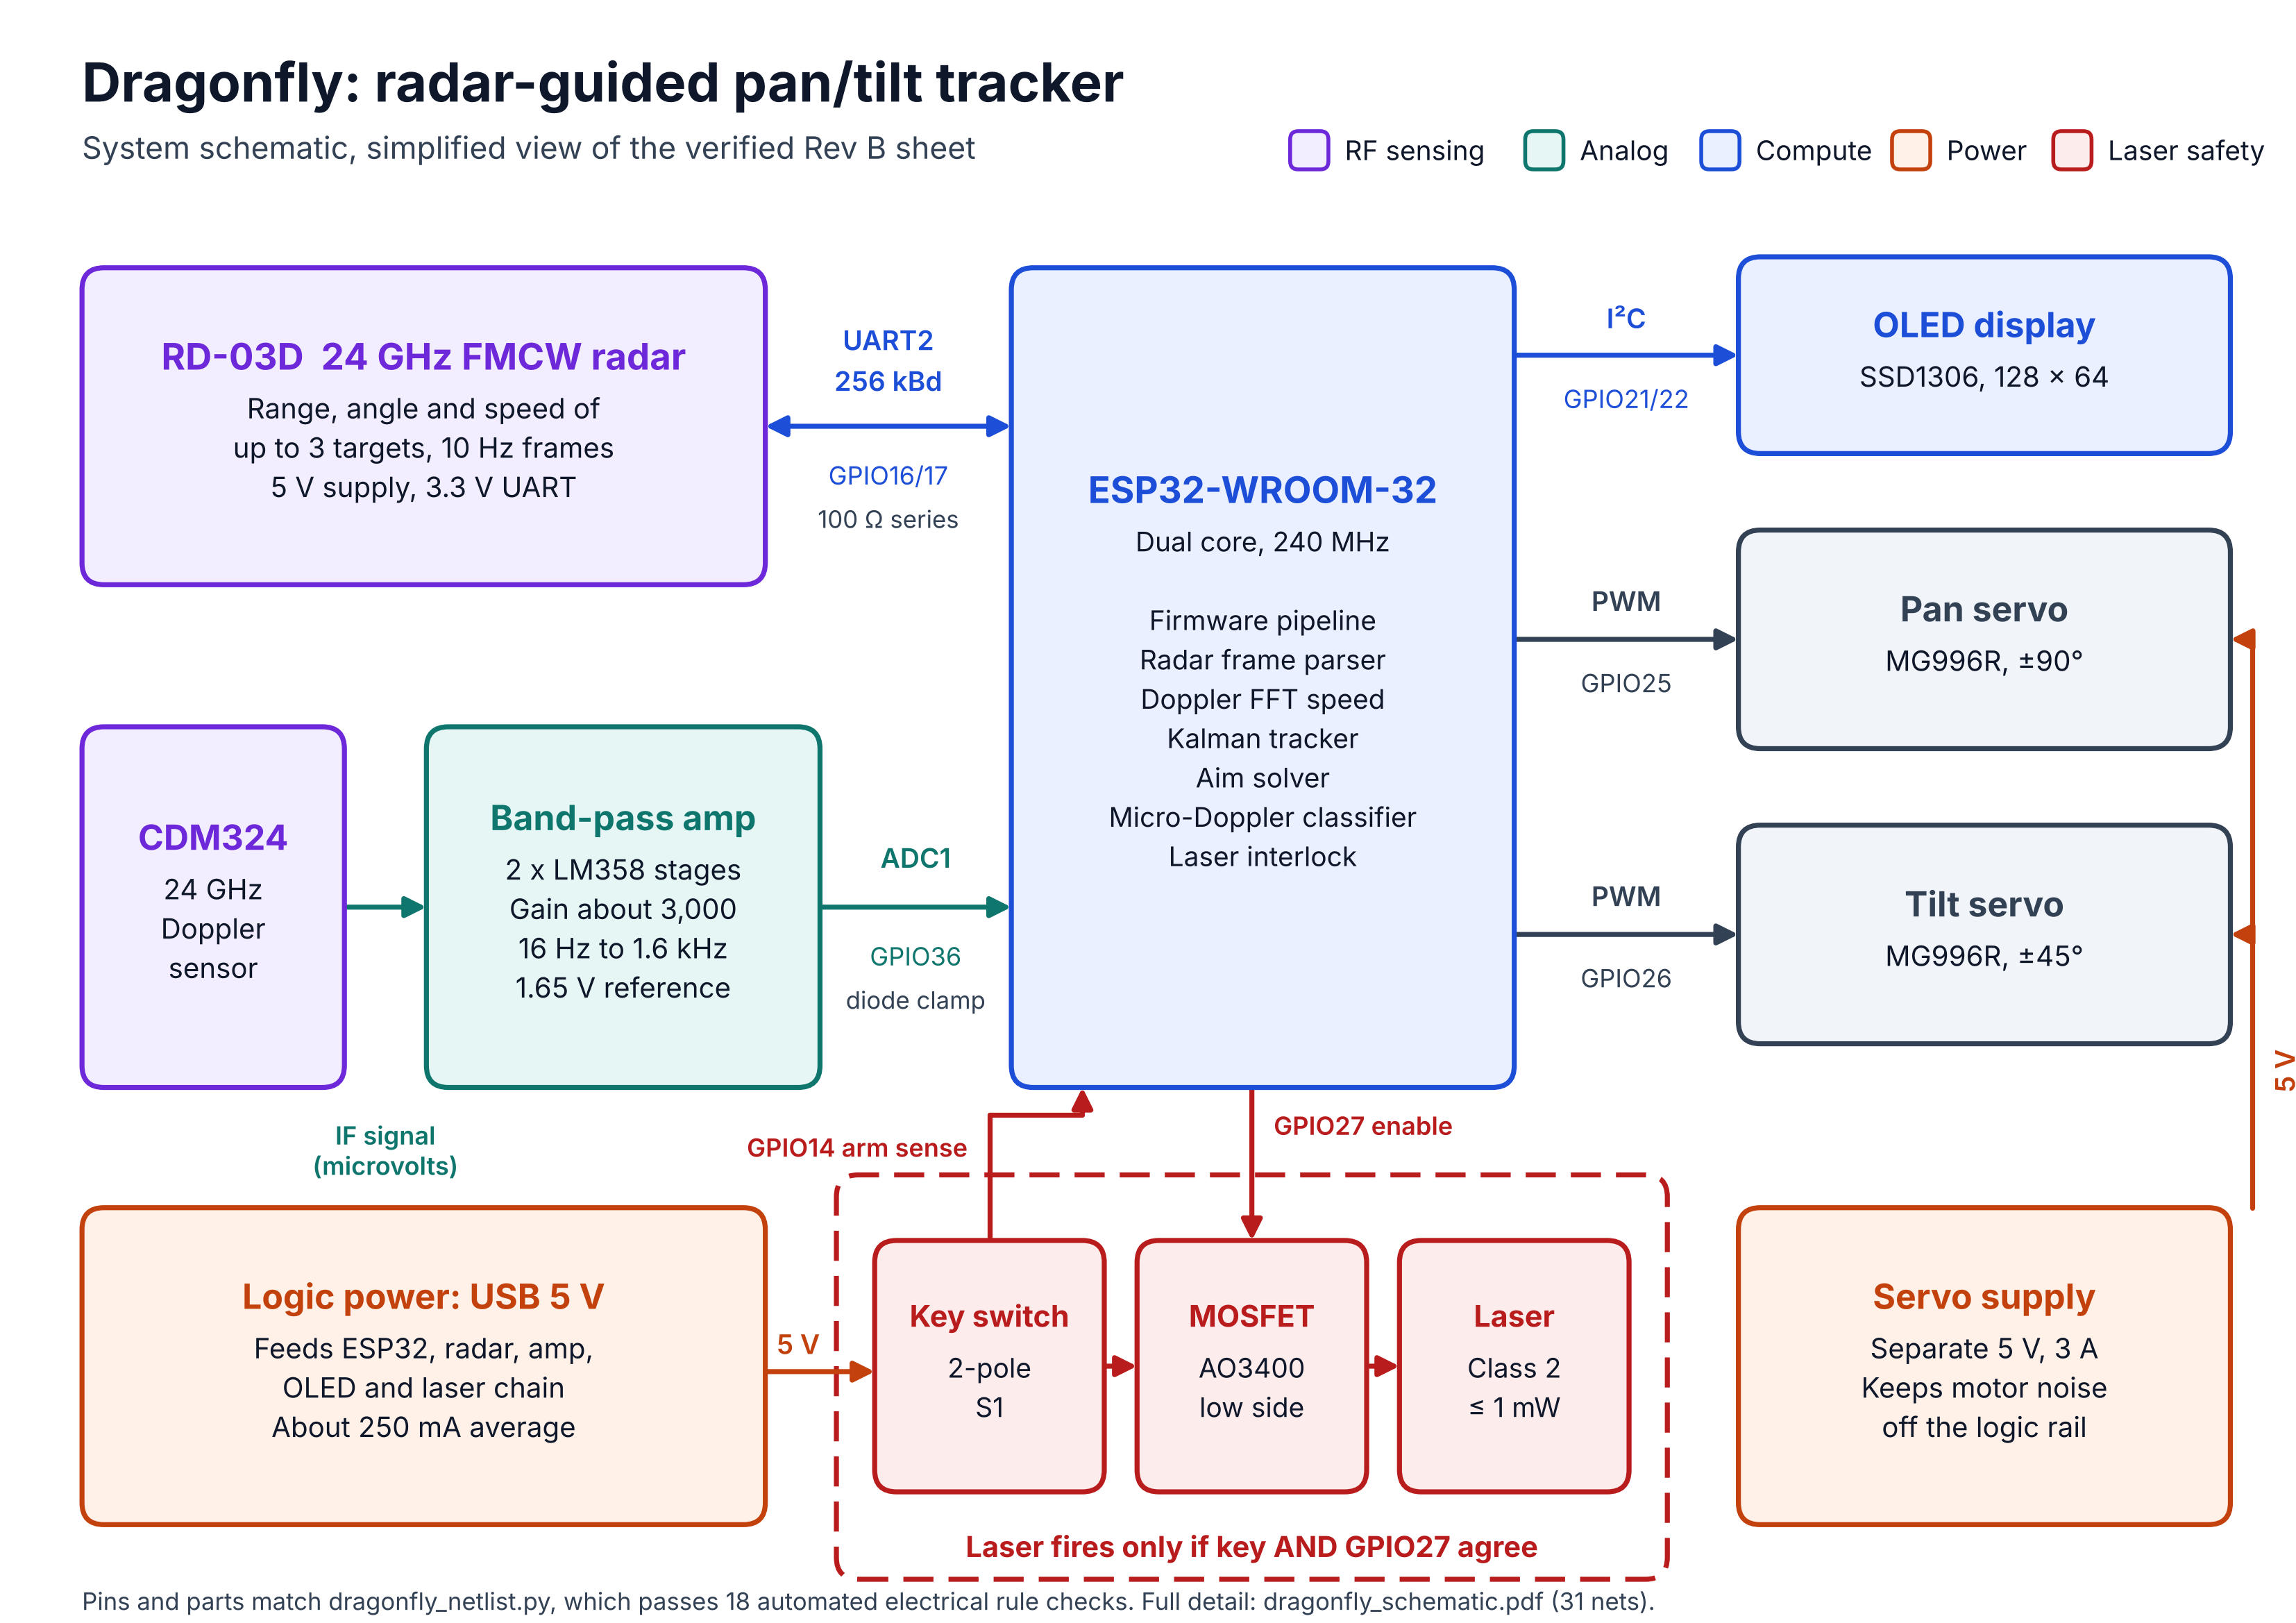 Dragonfly: radar-guided pan/tilt tracker
System schematic, simplified view of the verified Rev B sheet
RF sensing
Analog
Compute
Power
Laser safety
RD-03D 24 GHz FMCW radar
Range, angle and speed of
up to 3 targets, 10 Hz frames
5 V supply, 3.3 V UART
UART2
256 kBd
GPIO16/17
100 Ω series
ESP32-WROOM-32
Dual core, 240 MHz
Firmware pipeline
Radar frame parser
Doppler FFT speed
Kalman tracker
Aim solver
Micro-Doppler classifier
Laser interlock
I²C
GPIO21/22
OLED display
SSD1306, 128 × 64
PWM
GPIO25
Pan servo
MG996R, ±90°
PWM
GPIO26
Tilt servo
MG996R, ±45°
5 V
CDM324
24 GHz
Doppler
sensor
Band-pass amp
2 x LM358 stages
Gain about 3,000
16 Hz to 1.6 kHz
1.65 V reference
ADC1
GPIO36
diode clamp
IF signal
(microvolts)
GPIO14 arm sense
GPIO27 enable
Logic power: USB 5 V
Feeds ESP32, radar, amp,
OLED and laser chain
About 250 mA average
5 V
Key switch
2-pole
S1
MOSFET
AO3400
low side
Laser
Class 2
≤ 1 mW
Laser fires only if key AND GPIO27 agree
Servo supply
Separate 5 V, 3 A
Keeps motor noise
off the logic rail
Pins and parts match dragonfly_netlist.py, which passes 18 automated electrical rule checks. Full detail: dragonfly_schematic.pdf (31 nets).